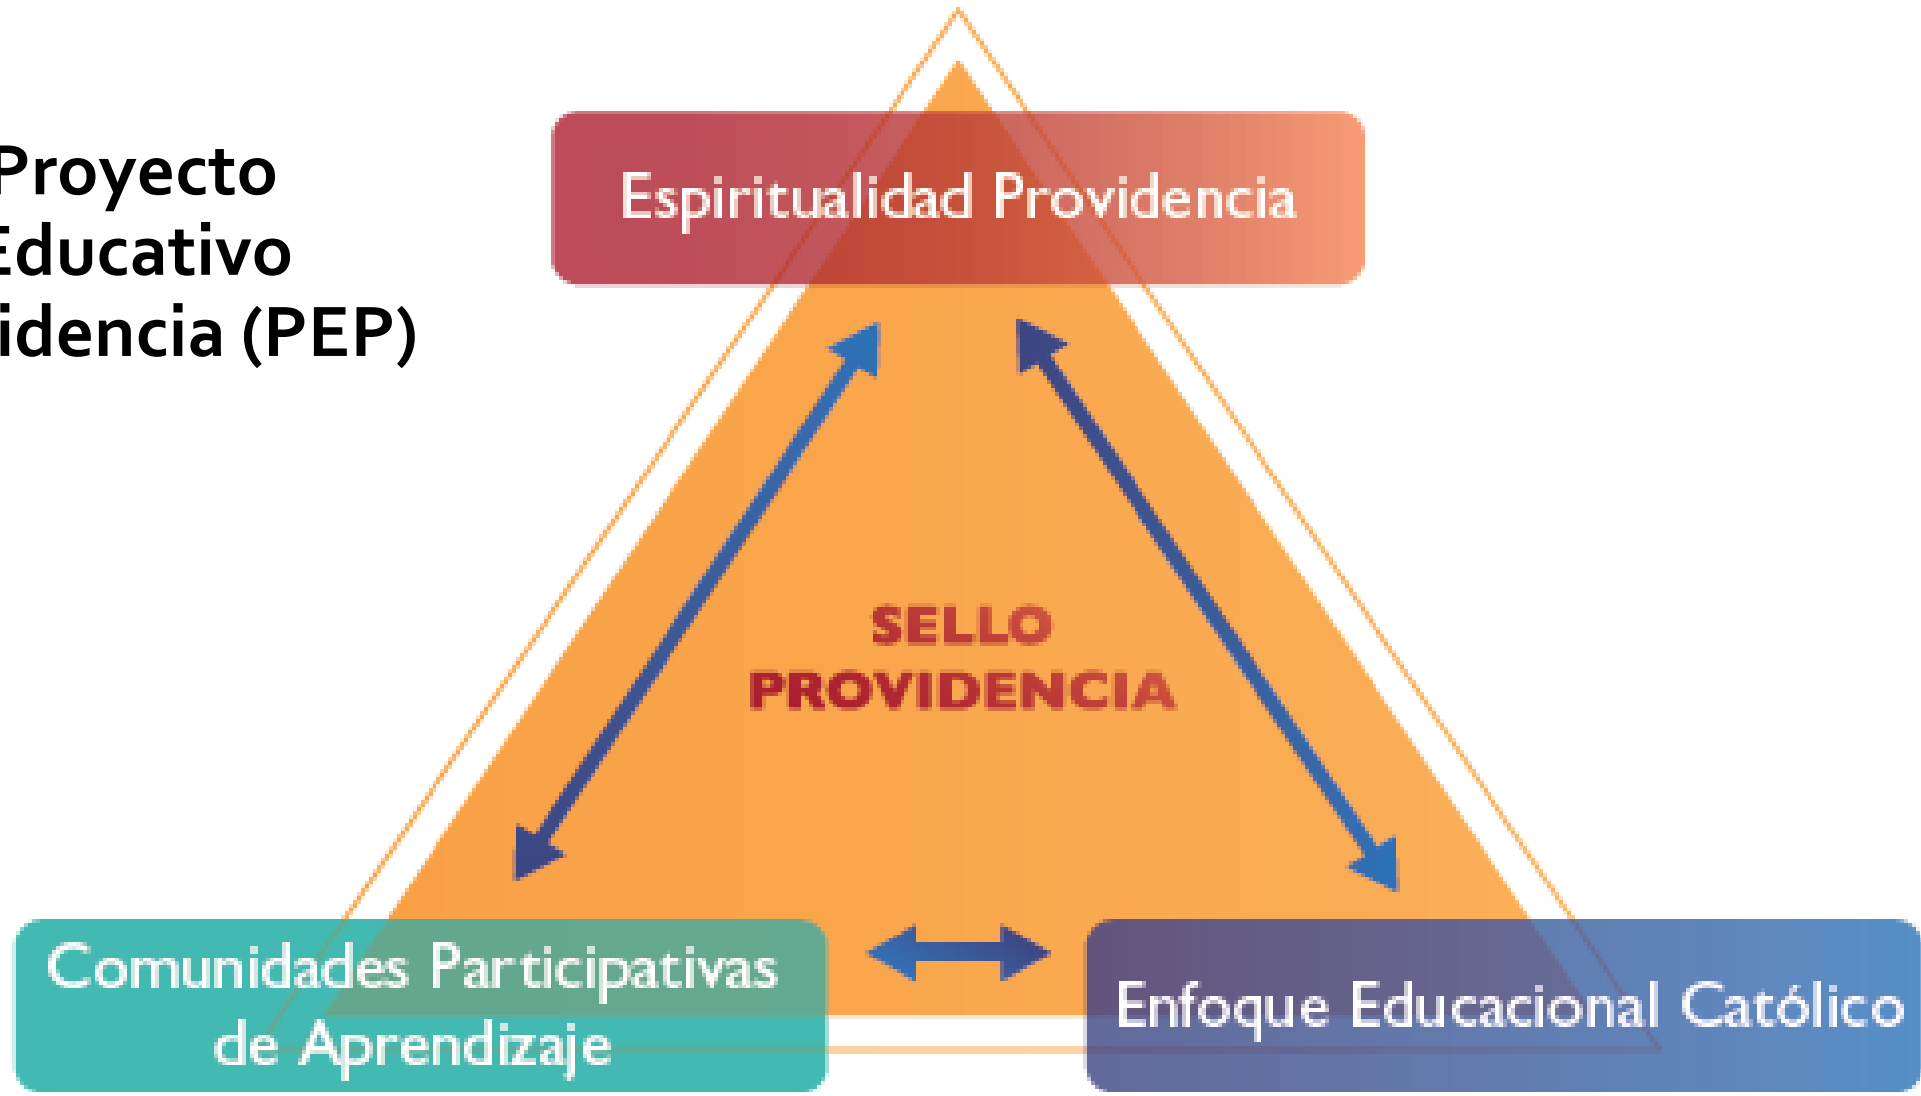 Proyecto
Educativo
idencia (PEP)
Espiritualidad Providencia
SELLO
PROVIDENCIA
Comunidades Participativas
de Aprendizaje
Enfoque Educacional Católico